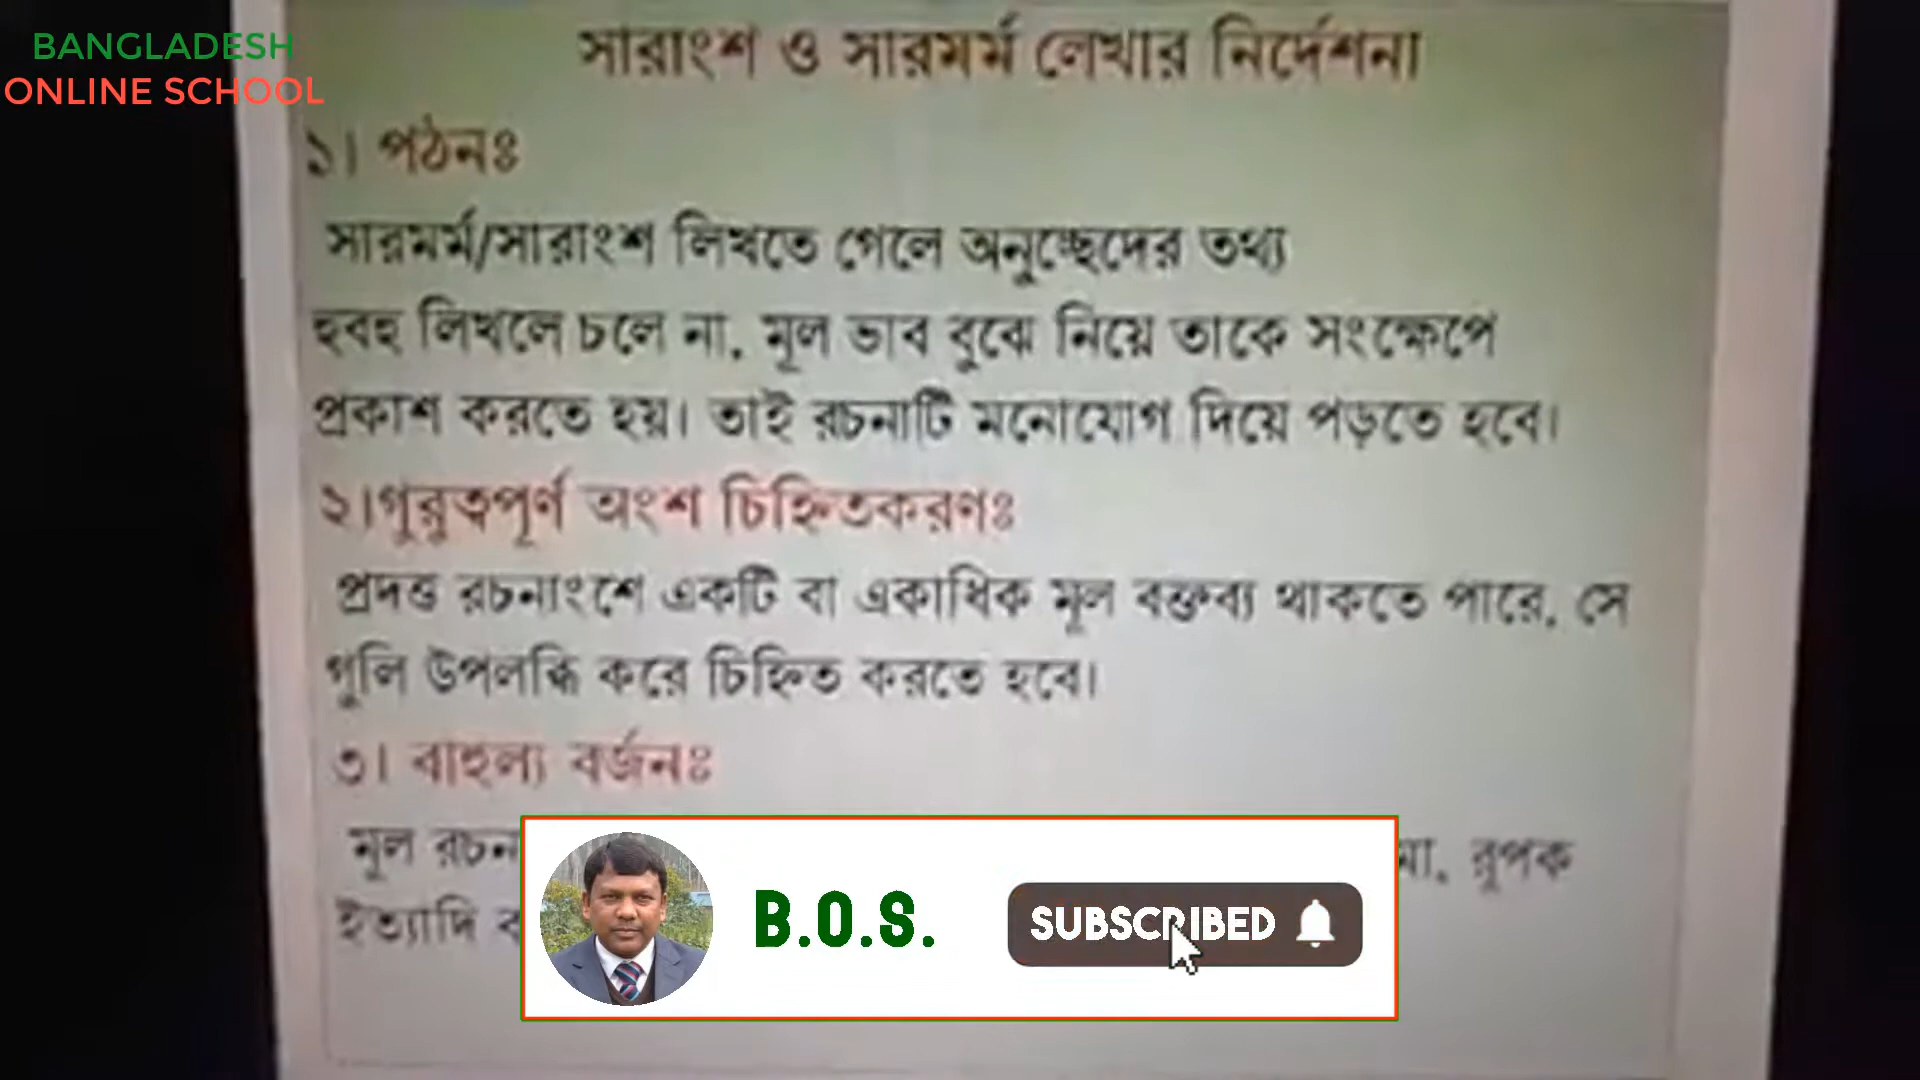 BANGLADESH
ONLINE SCHOOL
সারাংশ ও সারমর্ম লেখার নির্দেশনা
১। পঠনঃ
সারমর্ম/সারাংশ লিখতে গেলে অনুচ্ছেদের তথ্য
হুবহু লিখলে চলে না, মূল ভাব বুঝে নিয়ে তাকে সংক্ষেপে
প্রকাশ করতে হয়। তাই রচনাটি মনোযোগ দিয়ে পড়তে হবে।
২।গুরুত্বপূর্ণ অংশ চিহ্নিতকরণঃ
প্রদত্ত রচনাংশে একটি বা একাধিক মূল বক্তব্য থাকতে পারে, সে
গুলি উপলব্ধি করে চিহ্নিত করতে হবে।
৩। বাহুল্য বর্জনঃ
মূল রূপক
ইত্যাদি
B.O.S.
SUBSCRIBED